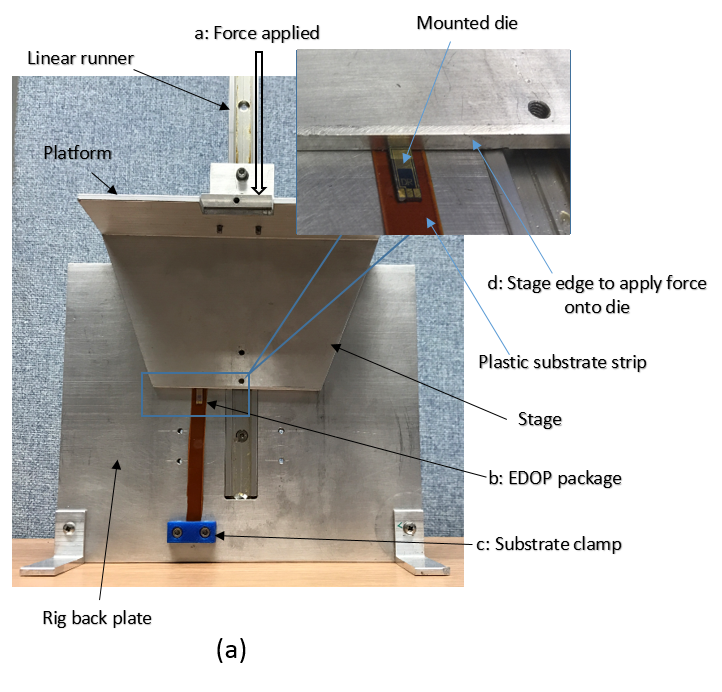 a: Force applied
Mounted die
Linear runner
Platform
d: Stage edge to apply force
onto die
Plastic substrate strip
Stage
b: EDOP package
c: Substrate clamp
Rig back plate
(a)